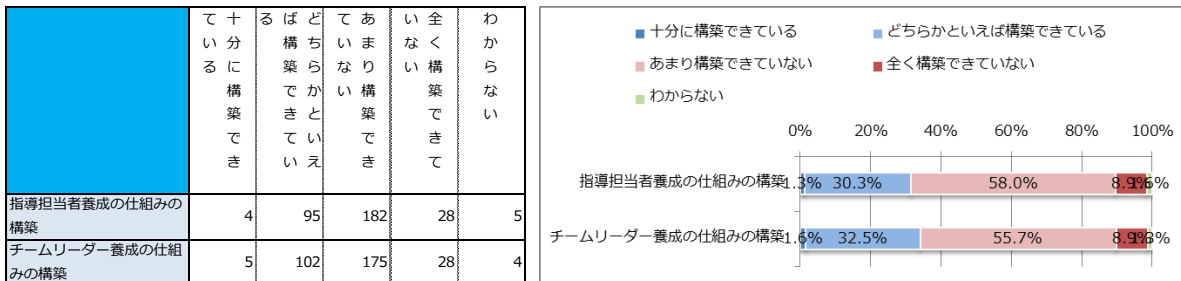 十分に構築でき
ている
どちらかといえ
ば構築できてい
る
あまり構築でき
ていない
全く構築できて
いない
わからない
指導担当者養成の仕組みの
構築
4 95 182 28 5
チームリーダー養成の仕組
みの構築
5 102 175 28 4
十分に構築できている どちらかといえば構築できている
あまり構築できていない 全く構築できていない
わからない
0% 20% 40% 60% 80% 100%
指導担当者養成の仕組みの構築 1.3% 30.3% 58.0% 8.9% 1.6%
チームリーダー養成の仕組みの構築 1.6% 32.5% 55.7% 8.9% 1.3%